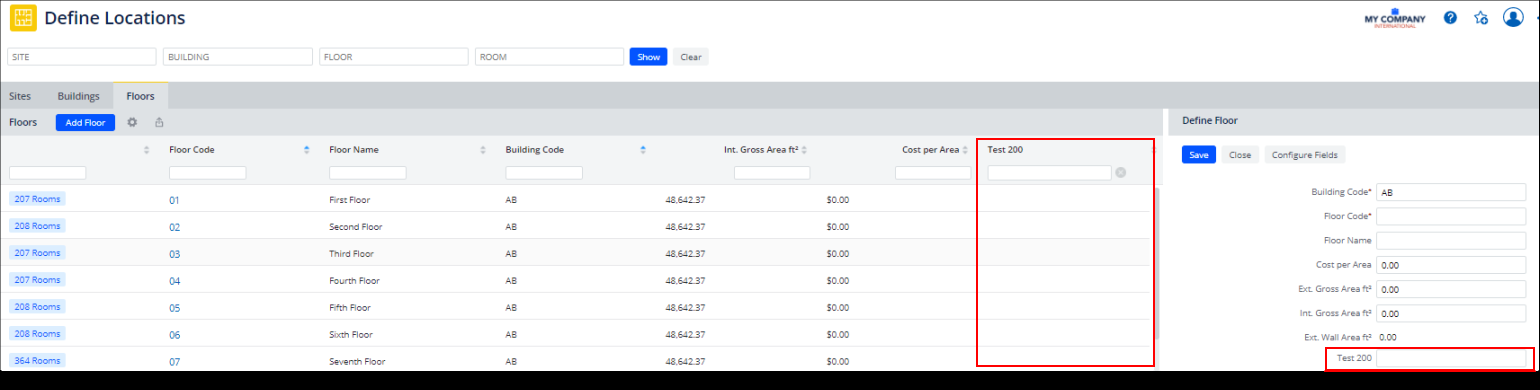 Define Locations
MY COMPANY
INTERNATIONAL
SITE BUILDING FLOOR ROOM Show Clear
Sites Buildings Floors
Floors Add Floor
Floor Code Floor Name Building Code Int. Gross Area ft² Cost per Area Test 200
207 Rooms 01 First Floor AB 48,642.37 $0.00
208 Rooms 02 Second Floor AB 48,642.37 $0.00
207 Rooms 03 Third Floor AB 48,642.37 $0.00
207 Rooms 04 Fourth Floor AB 48,642.37 $0.00
208 Rooms 05 Fifth Floor AB 48,642.37 $0.00
208 Rooms 06 Sixth Floor AB 48,642.37 $0.00
364 Rooms 07 Seventh Floor AB 48,642.37 $0.00
Define Floor
Save Close Configure Fields
Building Code* AB
Floor Code*
Floor Name
Cost per Area 0.00
Ext. Gross Area ft² 0.00
Int. Gross Area ft² 0.00
Ext. Wall Area ft² 0.00
Test 200